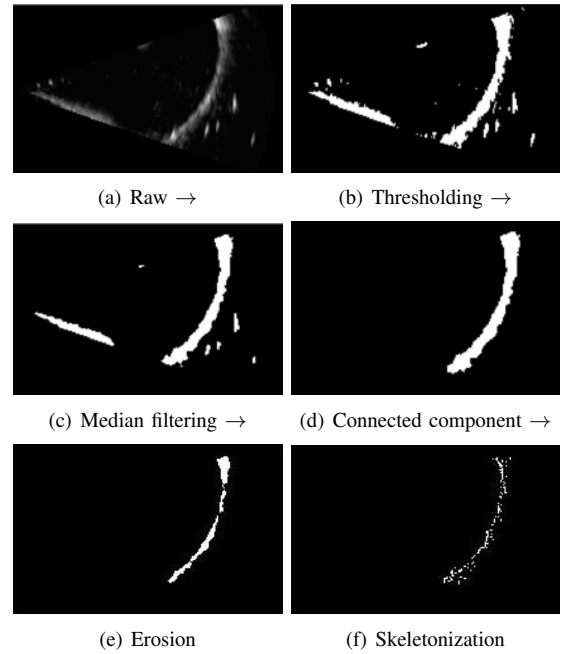 (a) Raw →
(b) Thresholding →
(c) Median filtering →
(d) Connected component →
(e) Erosion
(f) Skeletonization